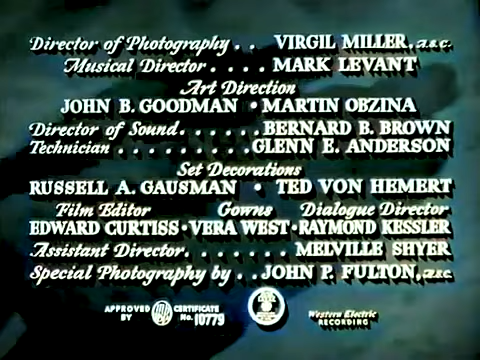 Director of Photography . . VIRGIL MILLER, A.S.C.
Musical Director . . . . MARK LEVANT
Art Direction
JOHN B. GOODMAN • MARTIN OBZINA
Director of Sound . . . . . . BERNARD B. BROWN
Technician . . . . . . . . . GLENN E. ANDERSON
Set Decorations
RUSSELL A. GAUSMAN • TED VON HEMERT
Film Editor Gowns Dialogue Director
EDWARD CURTISS • VERA WEST • RAYMOND KESSLER
Assistant Director . . . . . . . MELVILLE SHYER
Special Photography by . . JOHN P. FULTON, A.S.C.
APPROVED BY CERTIFICATE No. 10779
Western Electric
RECORDING